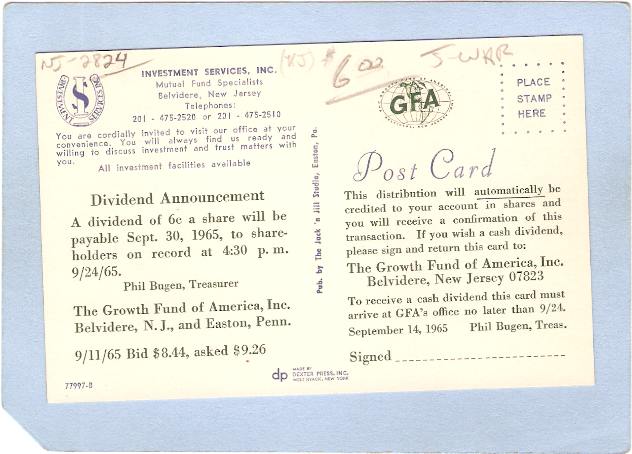 NJ-2824
(NJ) $6.00
J-WAR
INVESTMENT SERVICES, INC.
Mutual Fund Specialists
Belvidere, New Jersey
Telephones:
201 - 475-2520 or 201 - 475-2510
You are cordially invited to visit our office at your
convenience. You will always find us ready and
willing to discuss investment and trust matters with
you.
All investment facilities available
Dividend Announcement
A dividend of 6c a share will be
payable Sept. 30, 1965, to share-
holders on record at 4:30 p. m.
9/24/65.
Phil Bugen, Treasurer
The Growth Fund of America, Inc.
Belvidere, N. J., and Easton, Penn.
9/11/65 Bid $8.44, asked $9.26
77997-B
Pub. by The Jack 'n Jill Studio, Easton, Pa.
dp
MADE BY
DEXTER PRESS, INC.
WEST NYACK, NEW YORK
GFA
PLACE
STAMP
HERE
Post Card
This distribution will automatically be
credited to your account in shares and
you will receive a confirmation of this
transaction. If you wish a cash dividend,
please sign and return this card to:
The Growth Fund of America, Inc.
Belvidere, New Jersey 07823
To receive a cash dividend this card must
arrive at GFA's office no later than 9/24.
September 14, 1965 Phil Bugen, Treas.
Signed